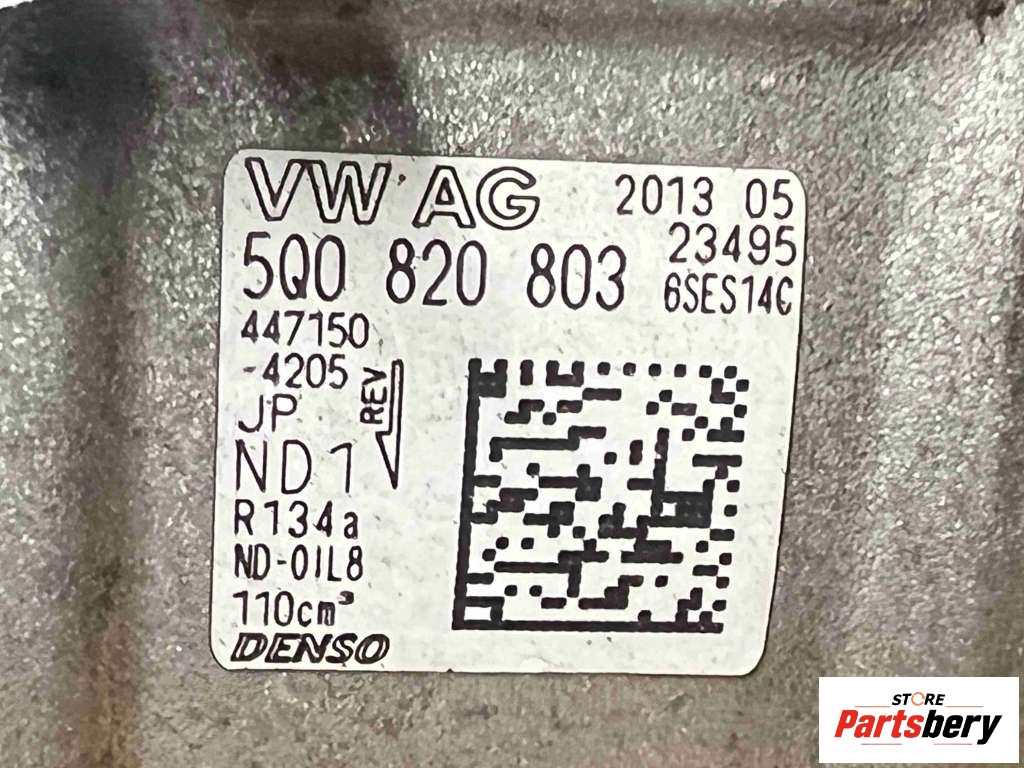 VW AG 2013 05
23495
5Q0 820 803 6SES14C
447150
-4205
REV
JP
ND1
R134a
ND-OIL8
110cm³
DENSO
STORE
Partsbery